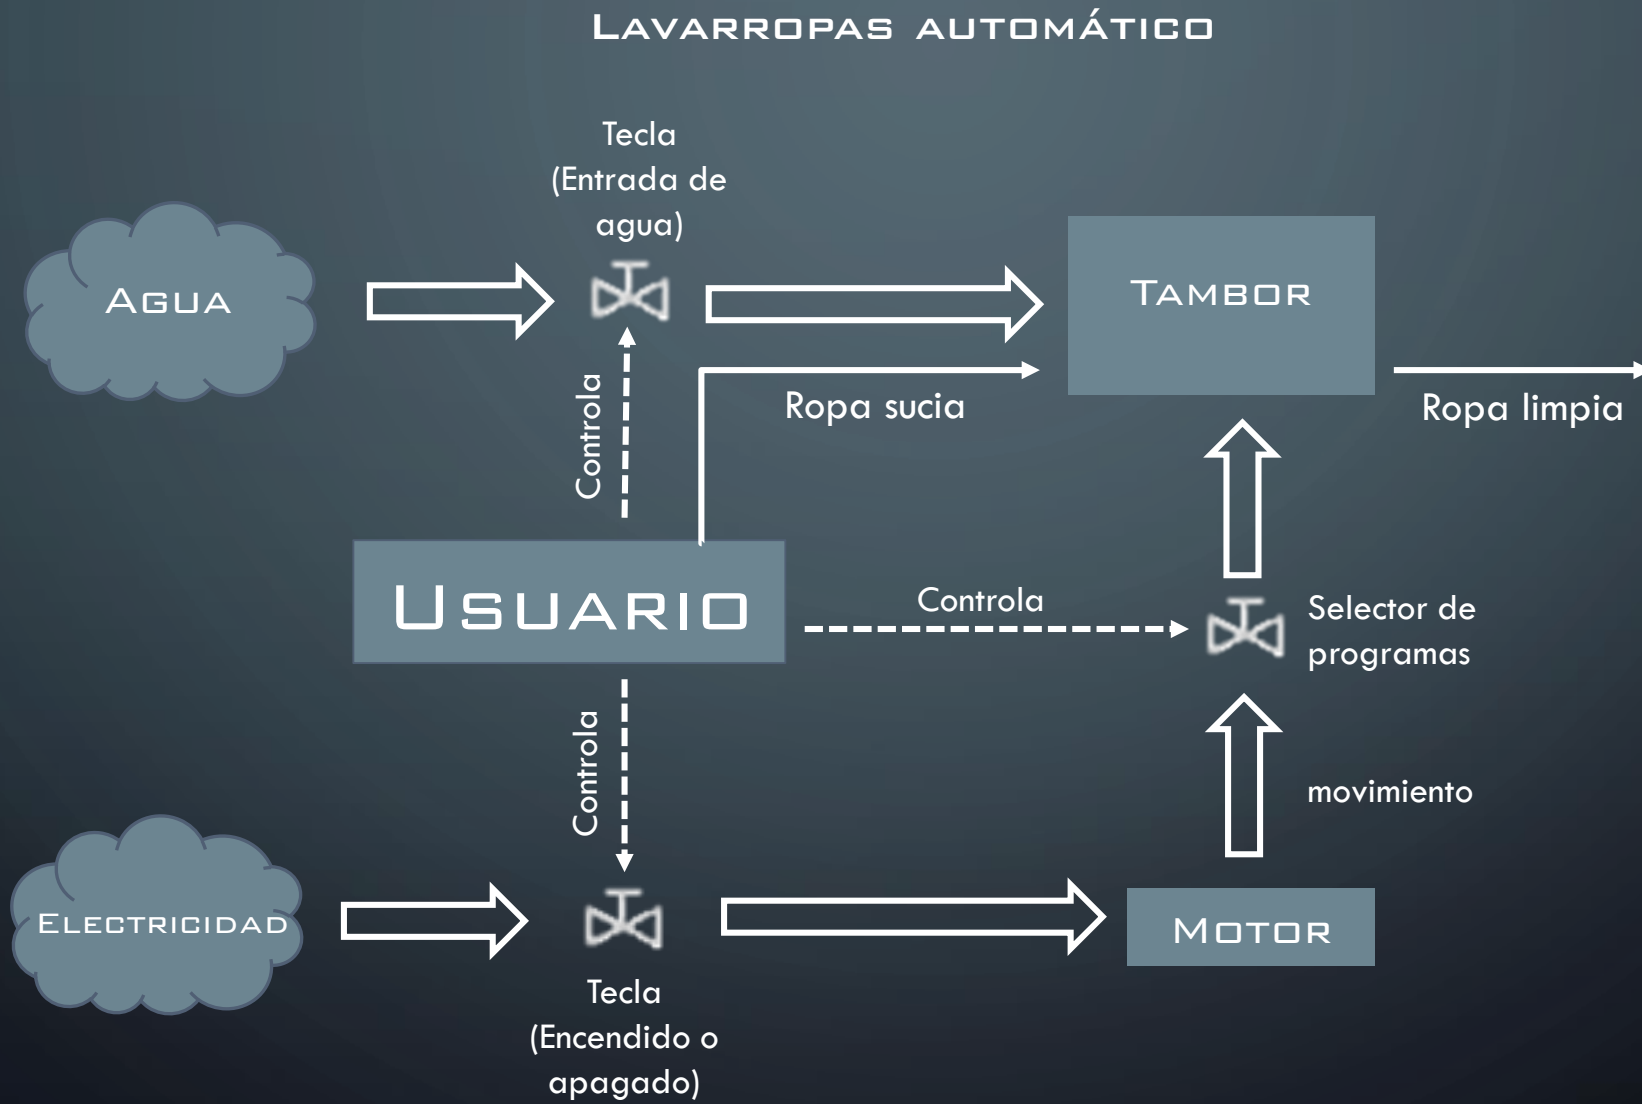 Lavarropas automático
Tecla
(Entrada de
agua)
Agua
Tambor
Controla
Ropa sucia
Ropa limpia
Usuario
Controla
Selector de
programas
Controla
movimiento
Electricidad
Motor
Tecla
(Encendido o
apagado)